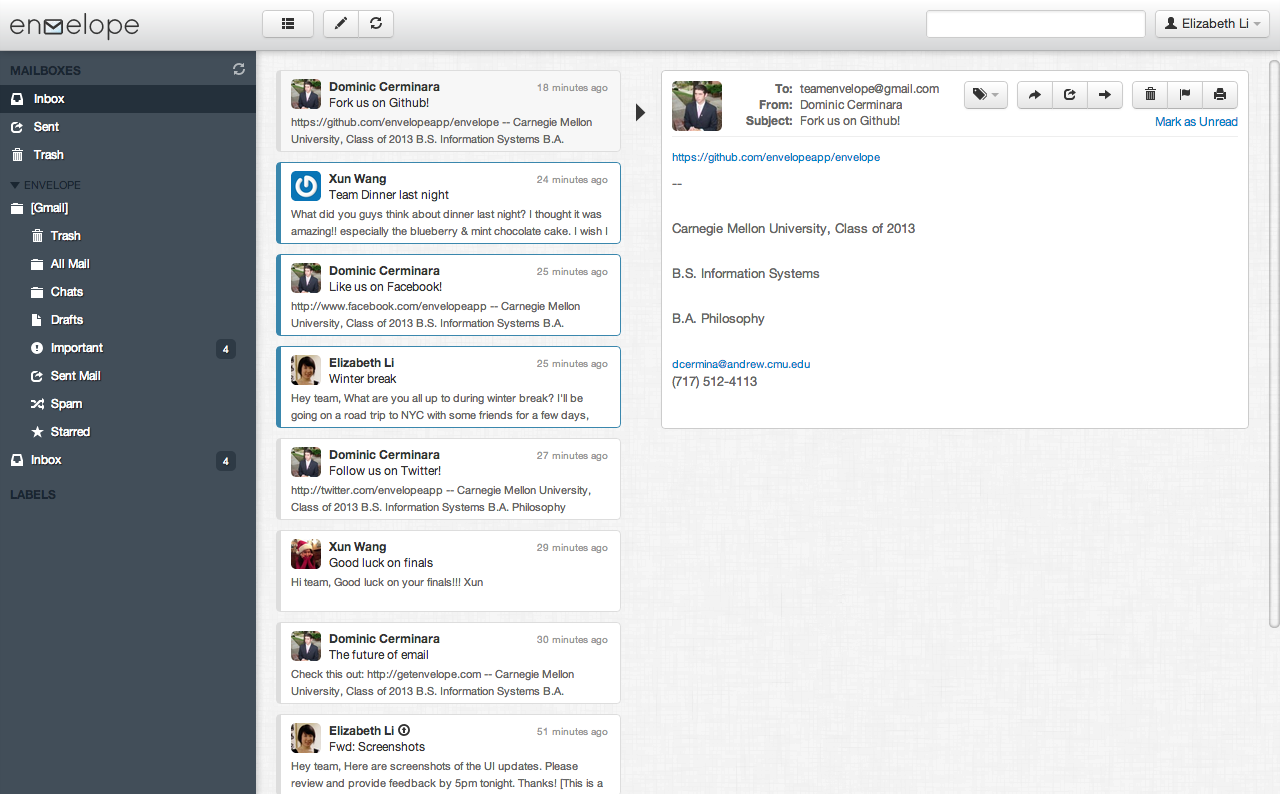 envelope
Elizabeth Li
MAILBOXES
Inbox
Sent
Trash
ENVELOPE
[Gmail]
Trash
All Mail
Chats
Drafts
Important 4
Sent Mail
Spam
Starred
Inbox 4
LABELS
Dominic Cerminara 18 minutes ago
Fork us on Github!
https://github.com/envelopeapp/envelope -- Carnegie Mellon
University, Class of 2013 B.S. Information Systems B.A.
Xun Wang 24 minutes ago
Team Dinner last night
What did you guys think about dinner last night? I thought it was
amazing!! especially the blueberry & mint chocolate cake. I wish I
Dominic Cerminara 25 minutes ago
Like us on Facebook!
http://www.facebook.com/envelopeapp -- Carnegie Mellon
University, Class of 2013 B.S. Information Systems B.A.
Elizabeth Li 25 minutes ago
Winter break
Hey team, What are you all up to during winter break? I'll be
going on a road trip to NYC with some friends for a few days,
Dominic Cerminara 27 minutes ago
Follow us on Twitter!
http://twitter.com/envelopeapp -- Carnegie Mellon University,
Class of 2013 B.S. Information Systems B.A. Philosophy
Xun Wang 29 minutes ago
Good luck on finals
Hi team, Good luck on your finals!!! Xun
Dominic Cerminara 30 minutes ago
The future of email
Check this out: http://getenvelope.com -- Carnegie Mellon
University, Class of 2013 B.S. Information Systems B.A.
Elizabeth Li 51 minutes ago
Fwd: Screenshots
Hey team, Here are screenshots of the UI updates. Please
review and provide feedback by 5pm tonight. Thanks! [This is a
To: teamenvelope@gmail.com
From: Dominic Cerminara
Subject: Fork us on Github!
Mark as Unread
https://github.com/envelopeapp/envelope
--
Carnegie Mellon University, Class of 2013
B.S. Information Systems
B.A. Philosophy
dcermina@andrew.cmu.edu
(717) 512-4113